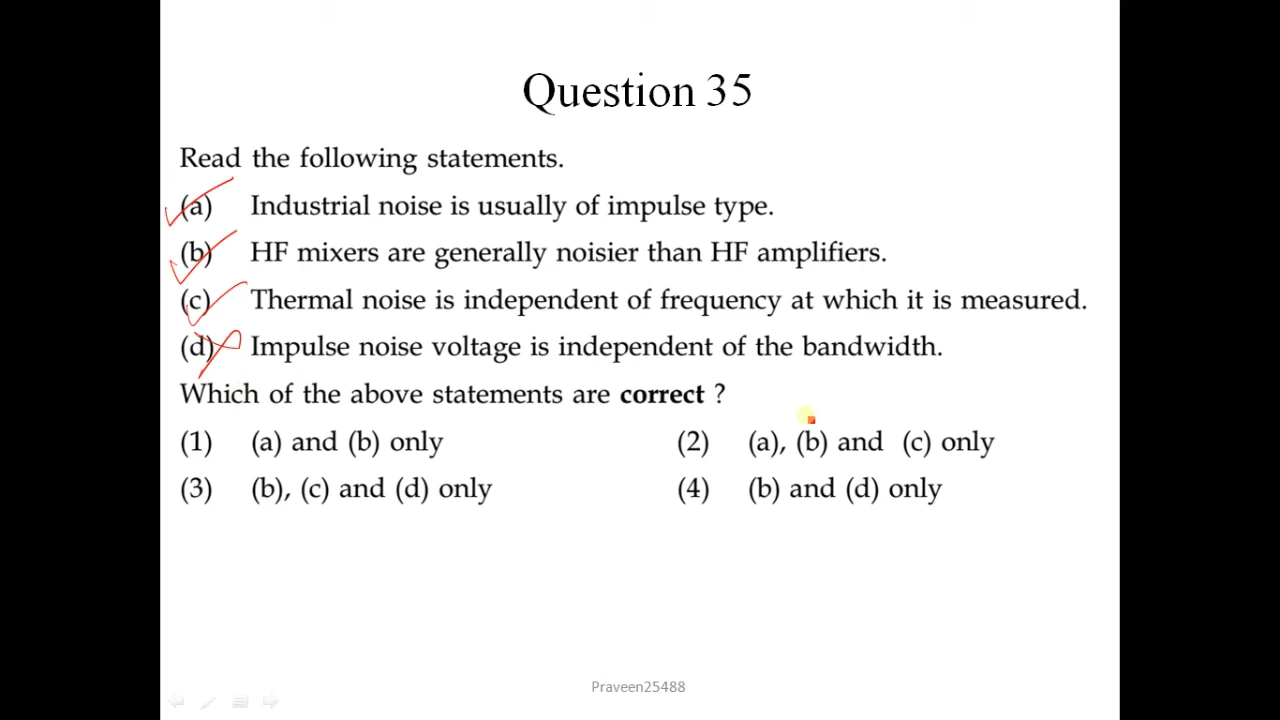 Question 35
Read the following statements.
(a) Industrial noise is usually of impulse type.
(b) HF mixers are generally noisier than HF amplifiers.
(c) Thermal noise is independent of frequency at which it is measured.
(d) Impulse noise voltage is independent of the bandwidth.
Which of the above statements are correct ?
(1) (a) and (b) only (2) (a), (b) and (c) only
(3) (b), (c) and (d) only (4) (b) and (d) only
Praveen25488